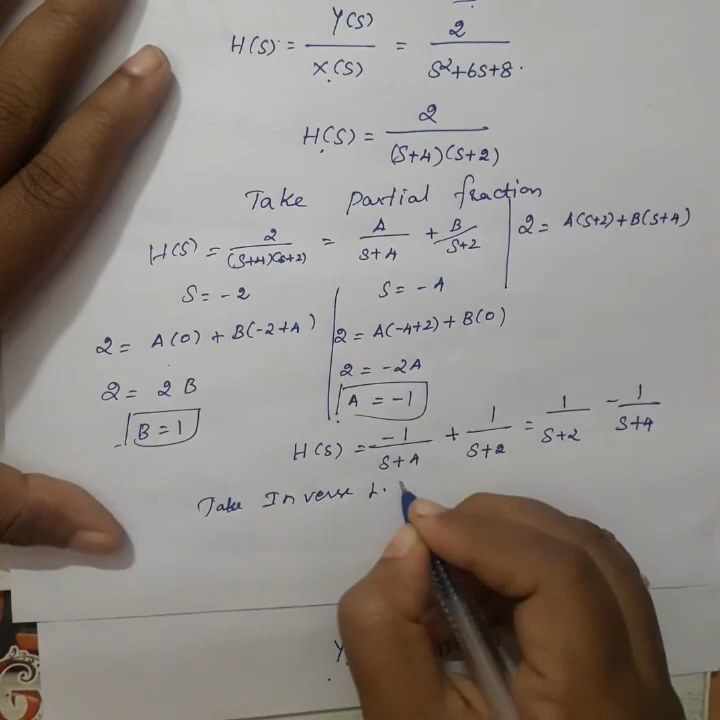 H(S) = Y(S) / X(S) = 2 / S²+6S+8.
H(S) = 2 / (S+4)(S+2)
Take partial fraction
H(S) = 2 / (S+4)(S+2) = A / S+4 + B / S+2
2 = A(S+2)+B(S+4)
S = -2
2 = A(0) + B(-2+4)
2 = 2B
B = 1
S = -4
2 = A(-4+2) + B(0)
2 = -2A
A = -1
H(S) = -1 / S+4 + 1 / S+2 = 1 / S+2 - 1 / S+4
Take Inverse L.